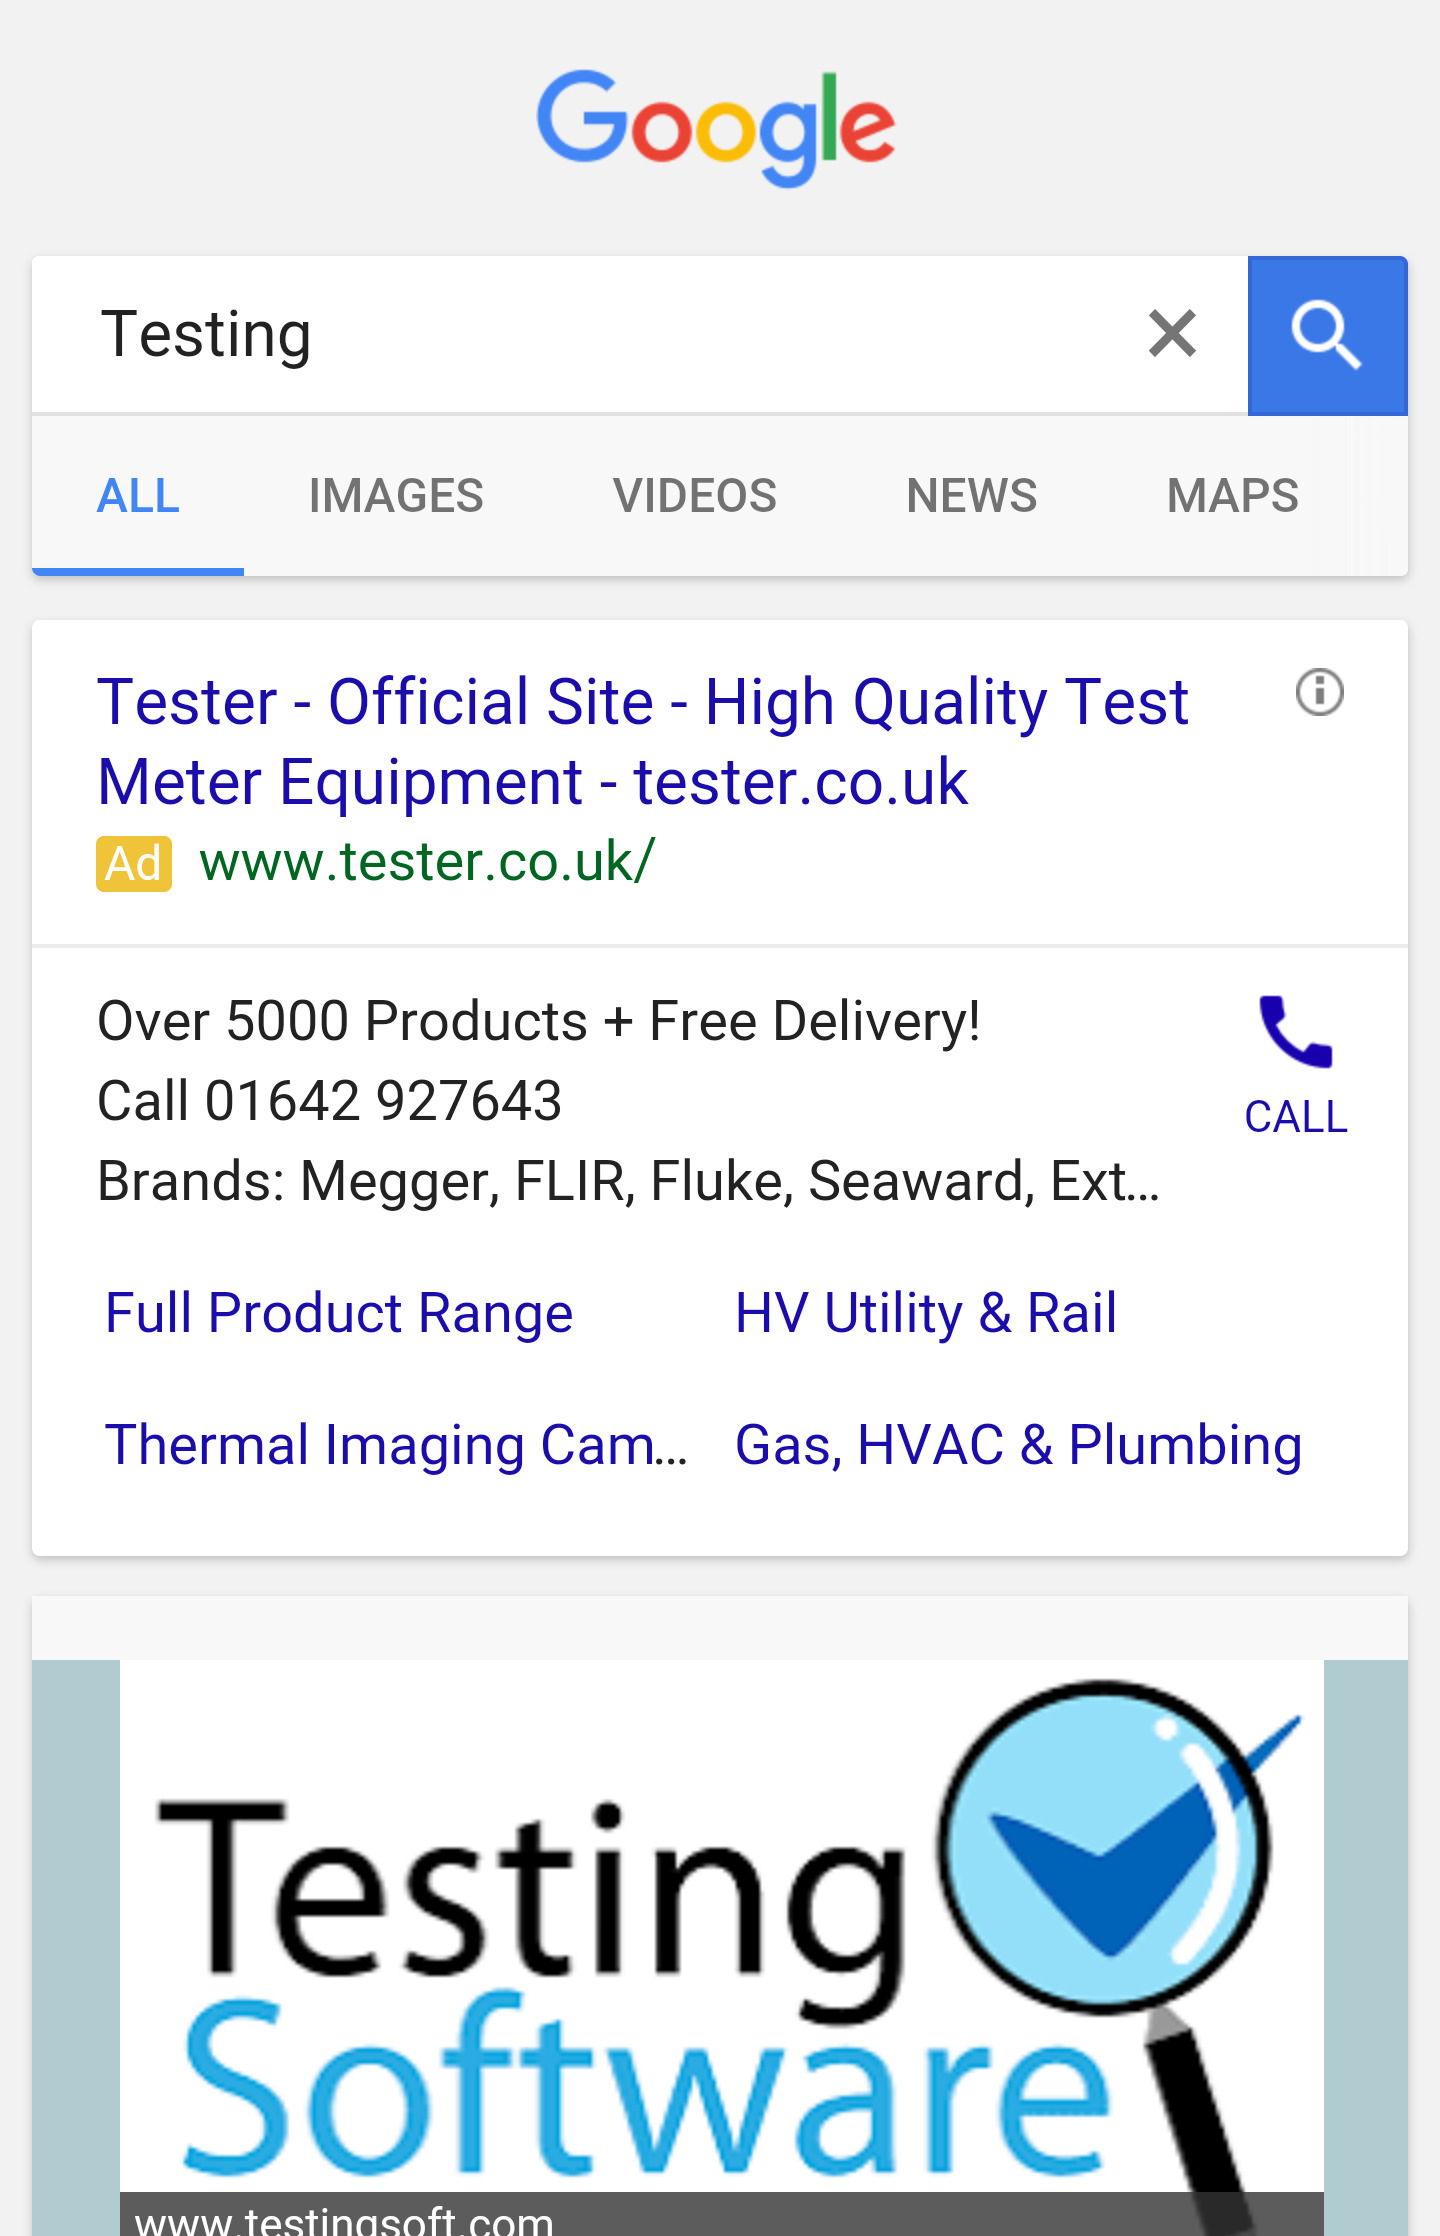 Google
Testing
ALL IMAGES VIDEOS NEWS MAPS
Tester - Official Site - High Quality Test
Meter Equipment - tester.co.uk
Ad www.tester.co.uk/
Over 5000 Products + Free Delivery!
Call 01642 927643
CALL
Brands: Megger, FLIR, Fluke, Seaward, Ext...
Full Product Range HV Utility & Rail
Thermal Imaging Cam... Gas, HVAC & Plumbing
Testing
Software
www.testingsoft.com